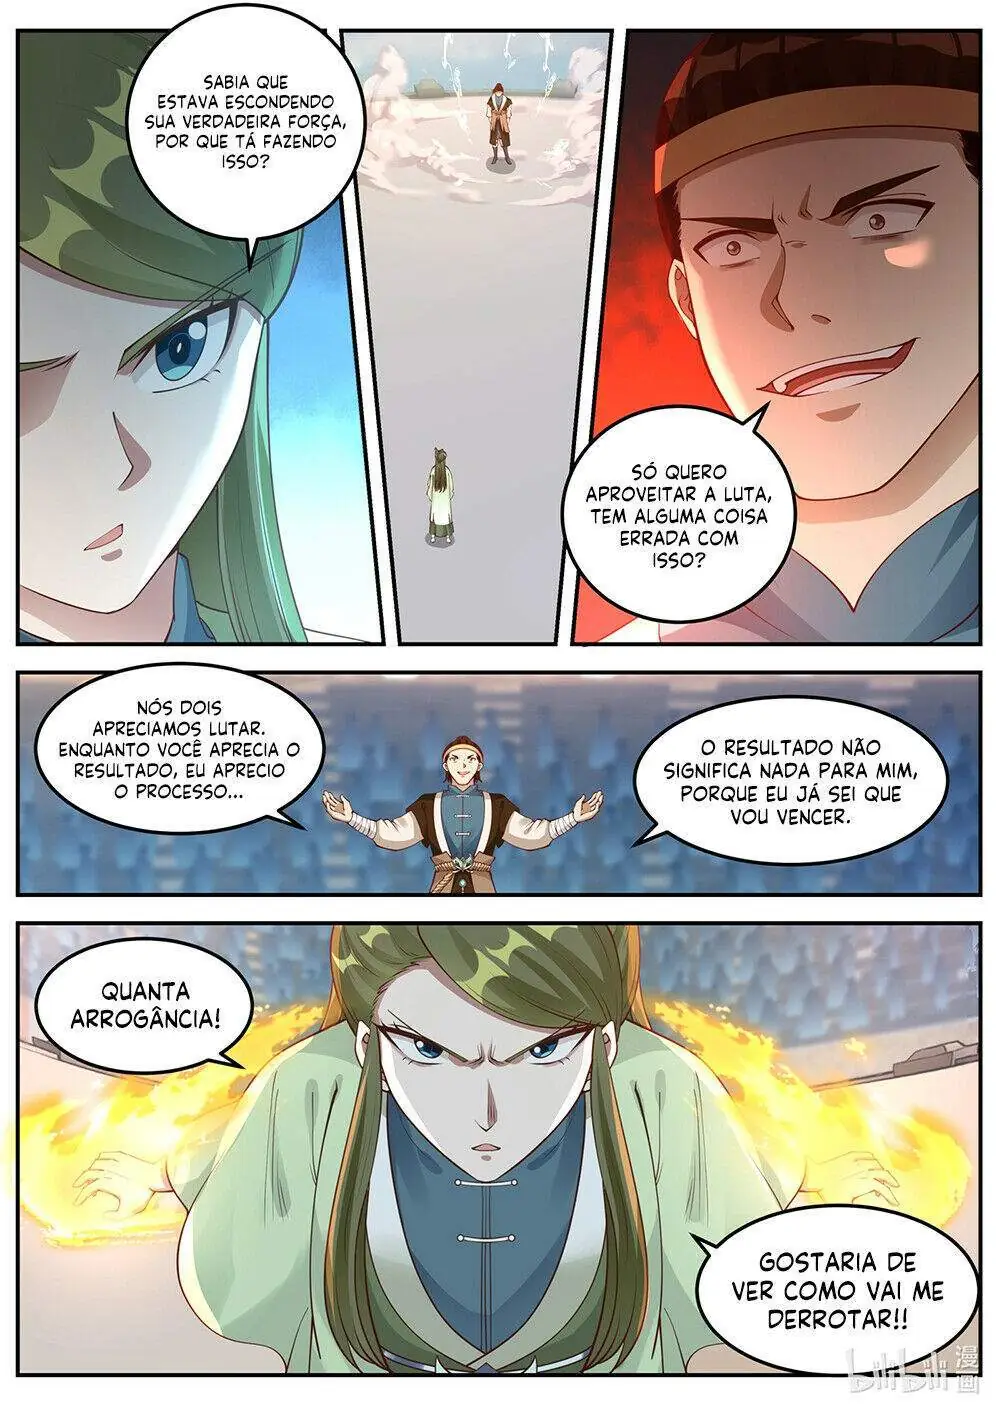 SABIA QUE
ESTAVA ESCONDENDO
SUA VERDADEIRA FORÇA,
POR QUE TÁ FAZENDO
ISSO?
SÓ QUERO
APROVEITAR A LUTA,
TEM ALGUMA COISA
ERRADA COM
ISSO?
NÓS DOIS
APRECIAMOS LUTAR.
ENQUANTO VOCÊ APRECIA O
RESULTADO, EU APRECIO
O PROCESSO...
O RESULTADO NÃO
SIGNIFICA NADA PARA MIM,
PORQUE EU JÁ SEI QUE
VOU VENCER.
QUANTA
ARROGÂNCIA!
GOSTARIA DE
VER COMO VAI ME
DERROTAR!!
bilibili 漫画